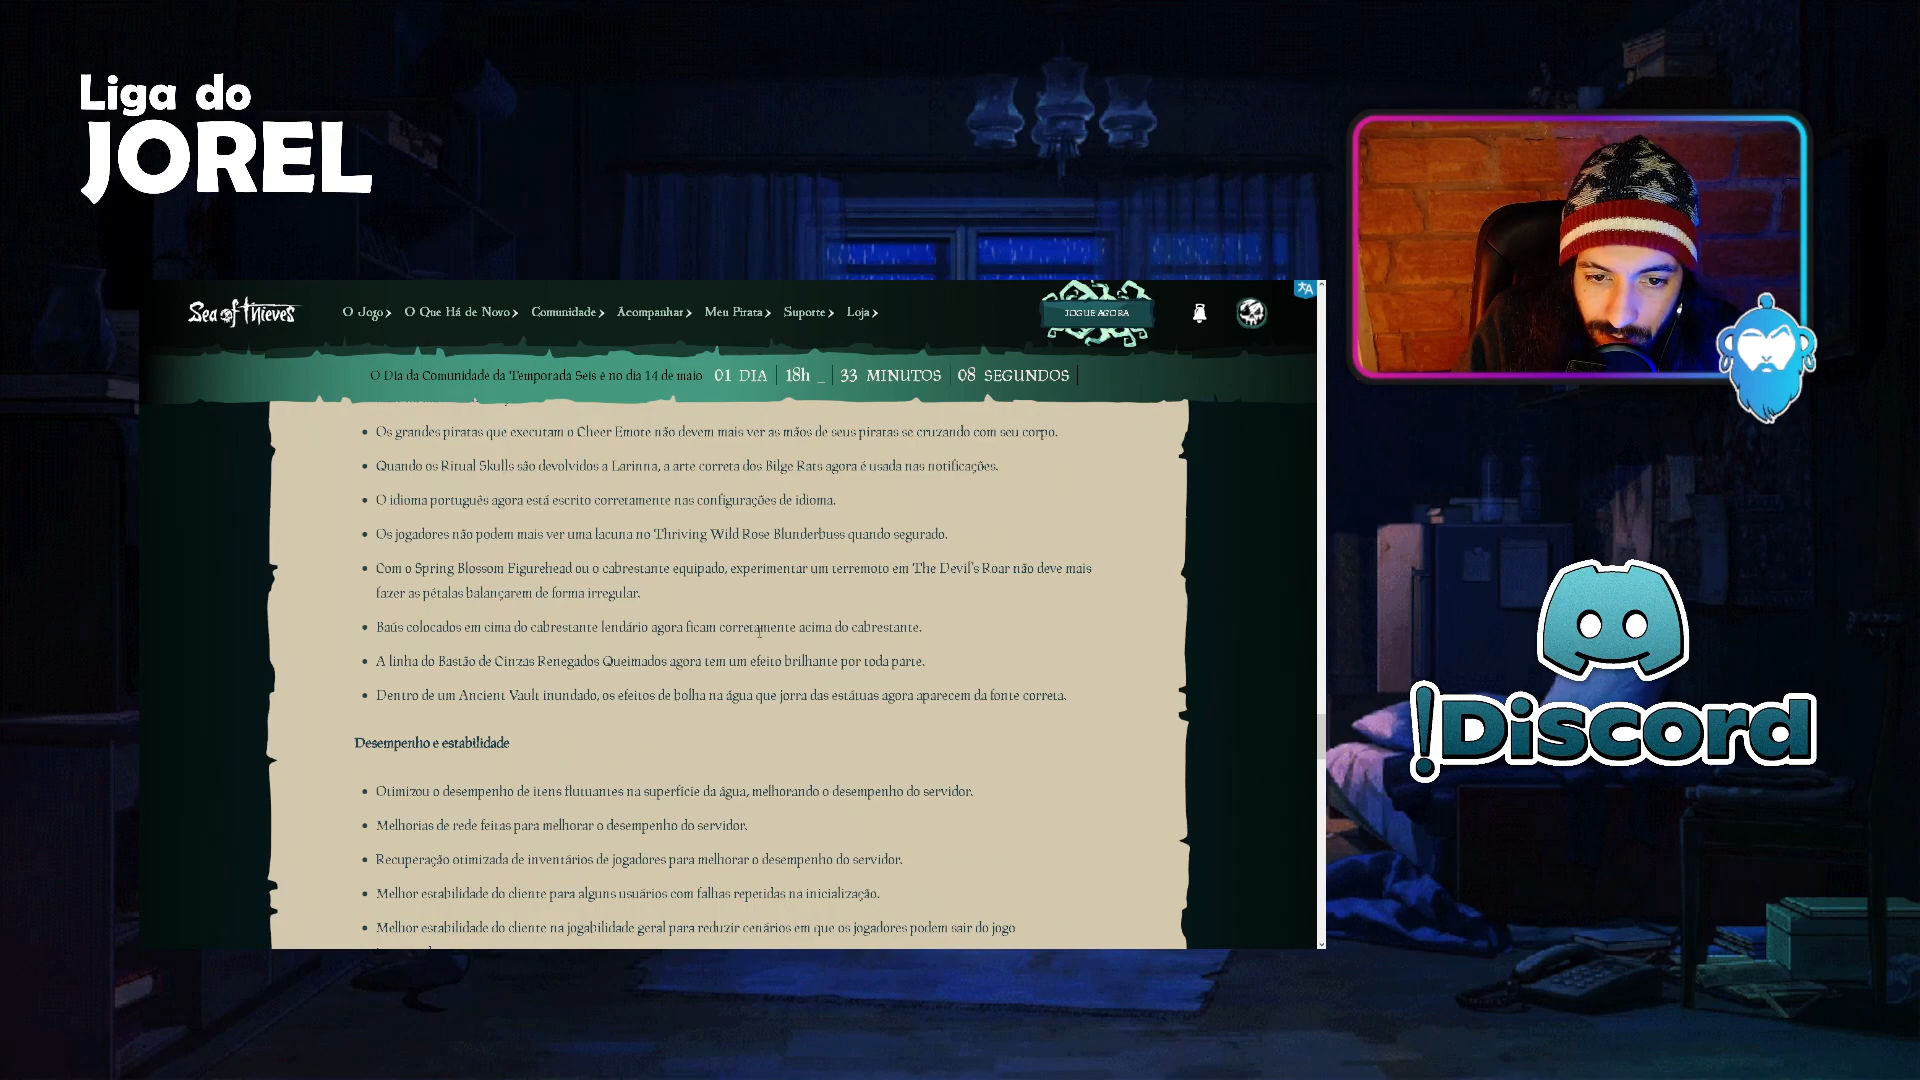 Liga do
JOREL
Sea of Thieves
O Jogo
O Que Há de Novo
Comunidade
Acompanhar
Meu Pirata
Suporte
Loja
JOGUE AGORA
O Dia da Comunidade da Temporada Seis é no dia 14 de maio 01 DIA 18h _ 33 MINUTOS 08 SEGUNDOS
Os grandes piratas que executam o Cheer Emote não devem mais ver as mãos de seus piratas se cruzando com seu corpo.
Quando os Ritual Skulls são devolvidos a Larinna, a arte correta dos Bilge Rats agora é usada nas notificações.
O idioma português agora está escrito corretamente nas configurações de idioma.
Os jogadores não podem mais ver uma lacuna no Thriving Wild Rose Blunderbuss quando segurado.
Com o Spring Blossom Figurehead ou o cabrestante equipado, experimentar um terremoto em The Devil's Roar não deve mais
fazer as pétalas balançarem de forma irregular.
Baús colocados em cima do cabrestante lendário agora ficam corretamente acima do cabrestante.
A linha do Bastão de Cinzas Renegados Queimados agora tem um efeito brilhante por toda parte.
Dentro de um Ancient Vault inundado, os efeitos de bolha na água que jorra das estátuas agora aparecem da fonte correta.
Desempenho e estabilidade
Otimizou o desempenho de itens flutuantes na superfície da água, melhorando o desempenho do servidor.
Melhorias de rede feitas para melhorar o desempenho do servidor.
Recuperação otimizada de inventários de jogadores para melhorar o desempenho do servidor.
Melhor estabilidade do cliente para alguns usuários com falhas repetidas na inicialização.
Melhor estabilidade do cliente na jogabilidade geral para reduzir cenários em que os jogadores podem sair do jogo
!Discord